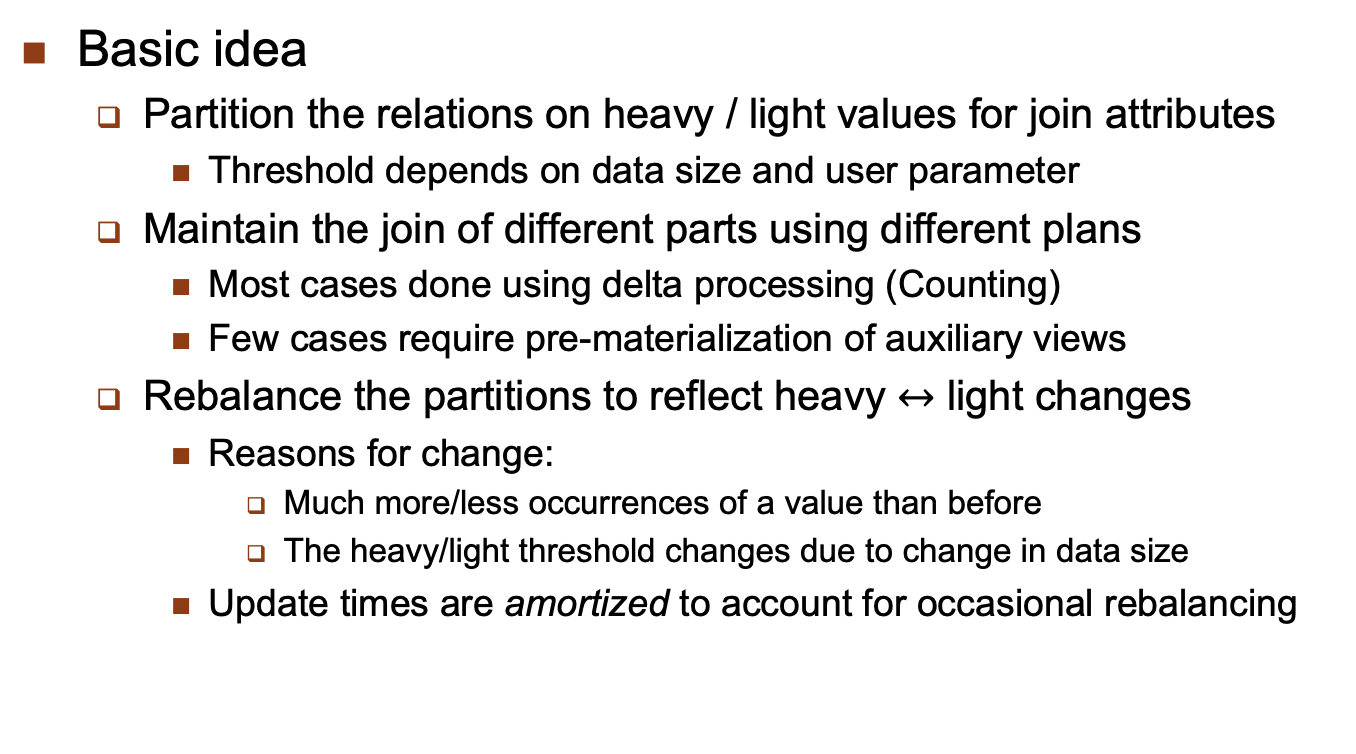 Basic idea
Partition the relations on heavy / light values for join attributes
Threshold depends on data size and user parameter
Maintain the join of different parts using different plans
Most cases done using delta processing (Counting)
Few cases require pre-materialization of auxiliary views
Rebalance the partitions to reflect heavy ↔ light changes
Reasons for change:
Much more/less occurrences of a value than before
The heavy/light threshold changes due to change in data size
Update times are amortized to account for occasional rebalancing